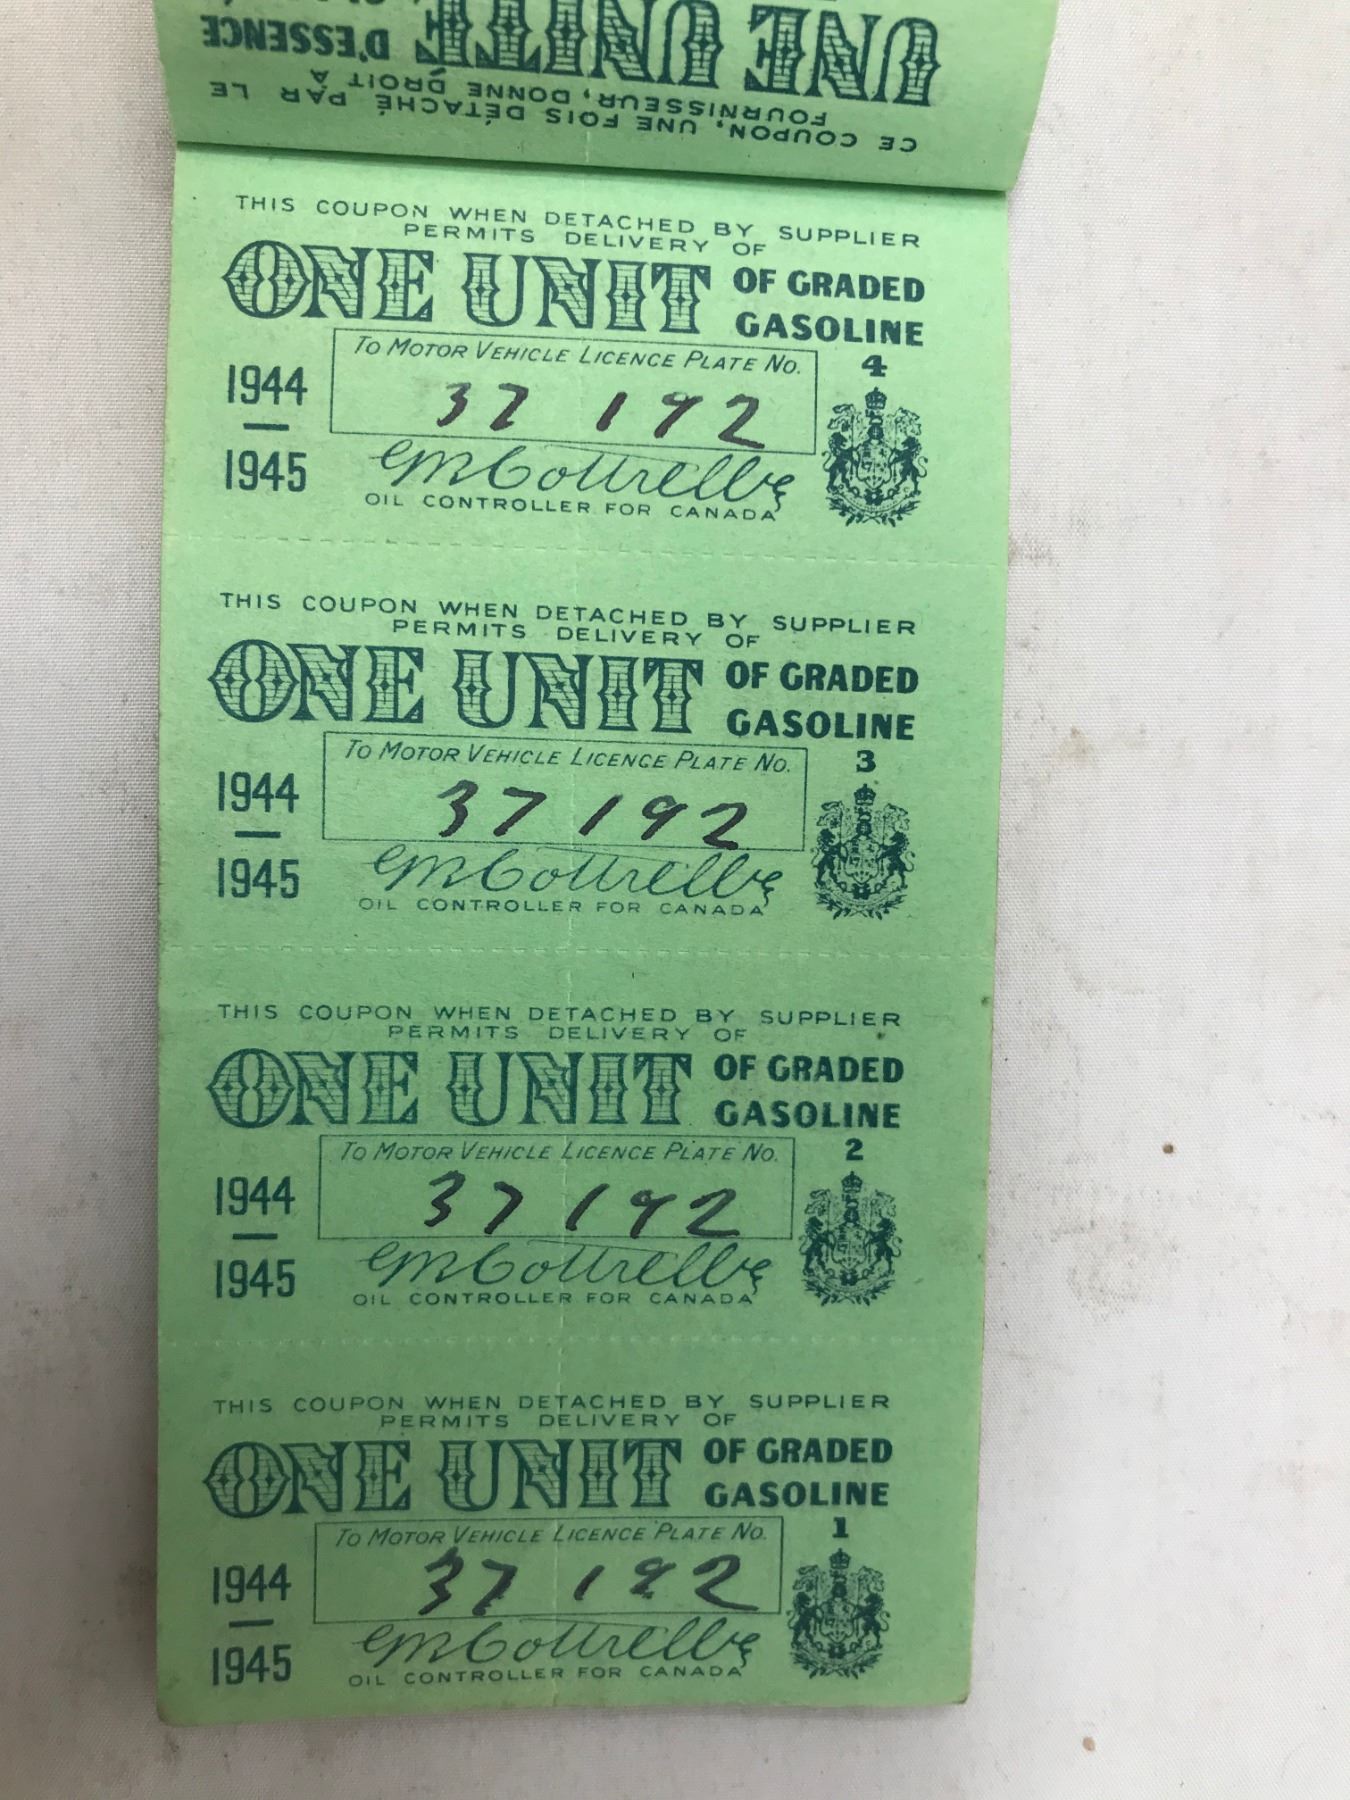 CE COUPON, UNE FOIS DÉTACHÉ PAR LE
FOURNISSEUR, DONNE DROIT À
UNE UNITÉ D'ESSENCE
THIS COUPON WHEN DETACHED BY SUPPLIER
PERMITS DELIVERY OF
ONE UNIT OF GRADED
GASOLINE
TO MOTOR VEHICLE LICENCE PLATE NO. 4
1944 37 192
—
1945 GMCottrelle
OIL CONTROLLER FOR CANADA
THIS COUPON WHEN DETACHED BY SUPPLIER
PERMITS DELIVERY OF
ONE UNIT OF GRADED
GASOLINE
TO MOTOR VEHICLE LICENCE PLATE NO. 3
1944 37 192
—
1945 GMCottrelle
OIL CONTROLLER FOR CANADA
THIS COUPON WHEN DETACHED BY SUPPLIER
PERMITS DELIVERY OF
ONE UNIT OF GRADED
GASOLINE
TO MOTOR VEHICLE LICENCE PLATE NO. 2
1944 37 192
—
1945 GMCottrelle
OIL CONTROLLER FOR CANADA
THIS COUPON WHEN DETACHED BY SUPPLIER
PERMITS DELIVERY OF
ONE UNIT OF GRADED
GASOLINE
TO MOTOR VEHICLE LICENCE PLATE NO. 1
1944 37 192
—
1945 GMCottrelle
OIL CONTROLLER FOR CANADA